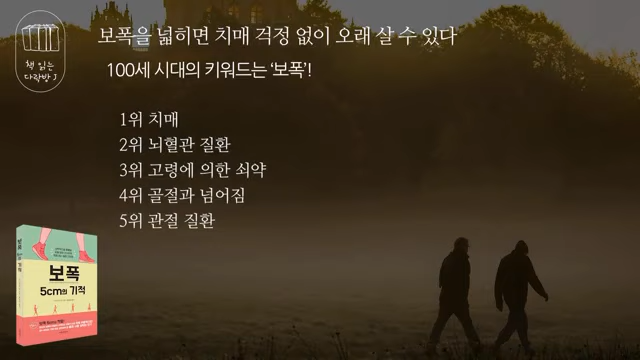 책 읽는
다락방 J
보폭을 넓히면 치매 걱정 없이 오래 살 수 있다
100세 시대의 키워드는 '보폭'!
1위 치매
2위 뇌혈관 질환
3위 고령에 의한 쇠약
4위 골절과 넘어짐
5위 관절 질환
보폭
5cm의 기적